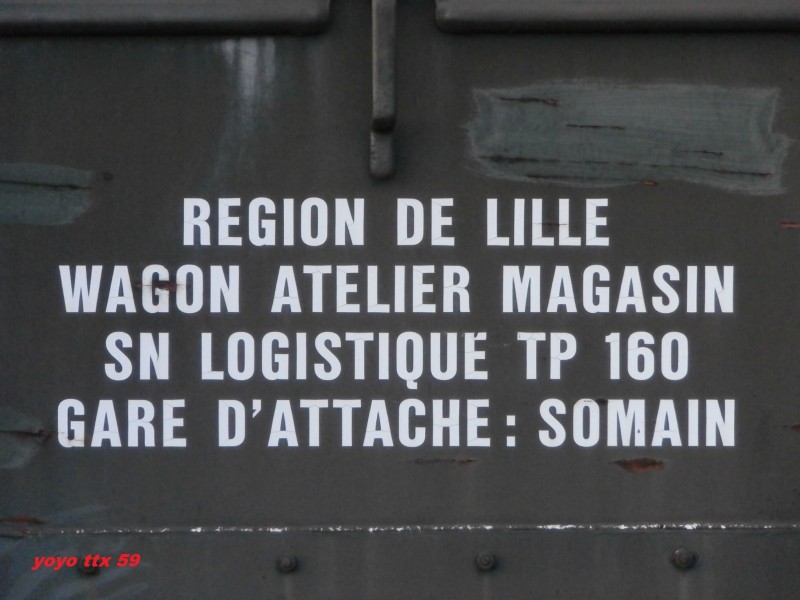 REGION DE LILLE
WAGON ATELIER MAGASIN
SN LOGISTIQUE TP 160
GARE D'ATTACHE : SOMAIN
yoyo ttx 59